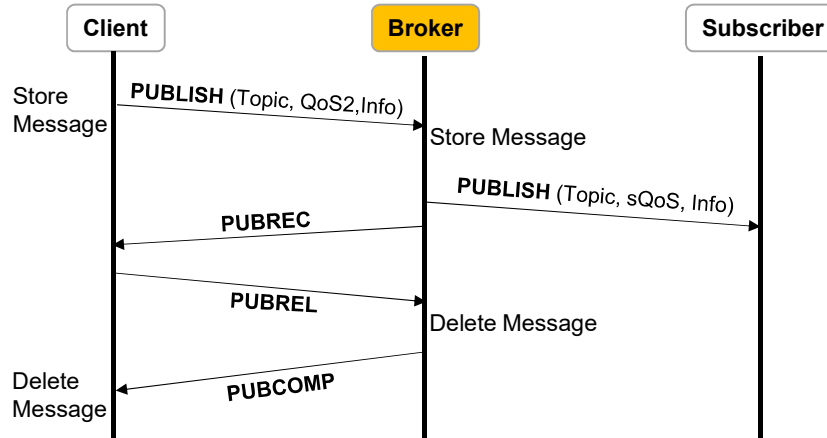 Client
Broker
Subscriber
Store
Message
PUBLISH (Topic, QoS2,Info)
Store Message
PUBLISH (Topic, sQoS, Info)
PUBREC
PUBREL
Delete Message
PUBCOMP
Delete
Message